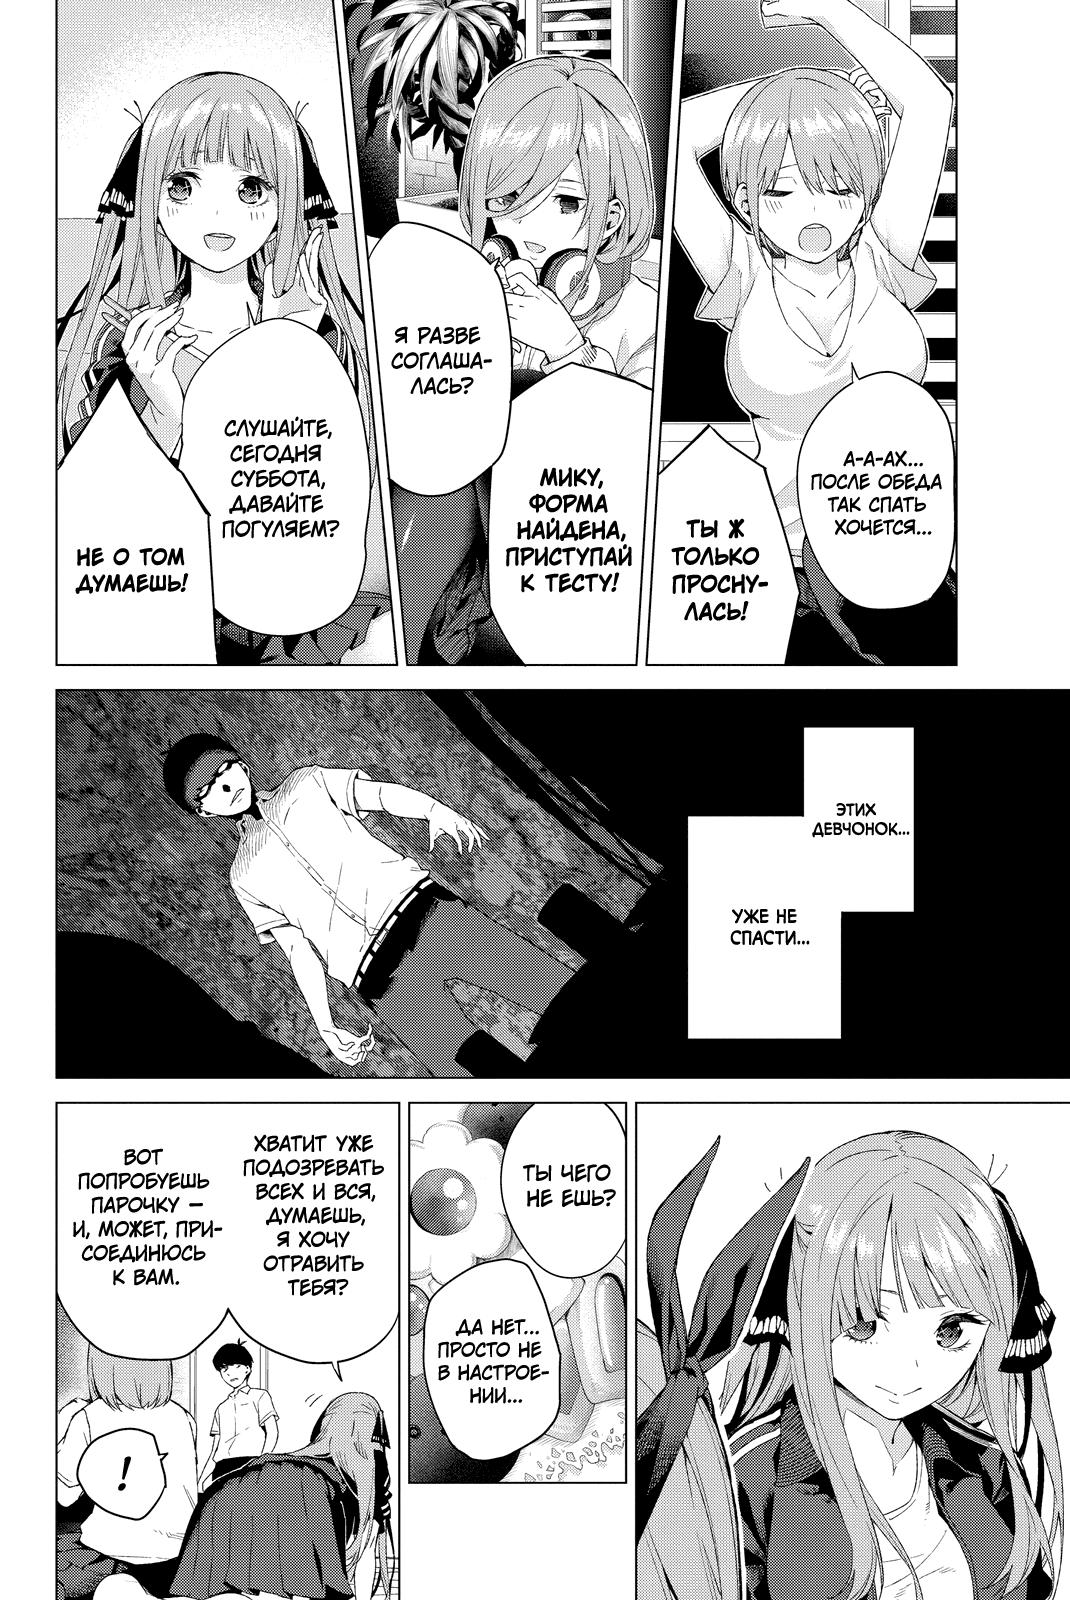 А-А-АХ...
ПОСЛЕ ОБЕДА
ТАК СПАТЬ
ХОЧЕТСЯ...
ТЫ Ж
ТОЛЬКО
ПРОСНУ-
ЛАСЬ!
Я РАЗВЕ
СОГЛАША-
ЛАСЬ?
МИКУ,
ФОРМА
НАЙДЕНА,
ПРИСТУПАЙ
К ТЕСТУ!
СЛУШАЙТЕ,
СЕГОДНЯ
СУББОТА,
ДАВАЙТЕ
ПОГУЛЯЕМ?
НЕ О ТОМ
ДУМАЕШЬ!
ЭТИХ
ДЕВЧОНОК...
УЖЕ НЕ
СПАСТИ...
ТЫ ЧЕГО
НЕ ЕШЬ?
ДА НЕТ...
ПРОСТО НЕ
В НАСТРОЕ-
НИИ...
ХВАТИТ УЖЕ
ПОДОЗРЕВАТЬ
ВСЕХ И ВСЯ,
ДУМАЕШЬ,
Я ХОЧУ
ОТРАВИТЬ
ТЕБЯ?
ВОТ
ПОПРОБУЕШЬ
ПАРОЧКУ –
И, МОЖЕТ, ПРИ-
СОЕДИНЮСЬ
К ВАМ.
!